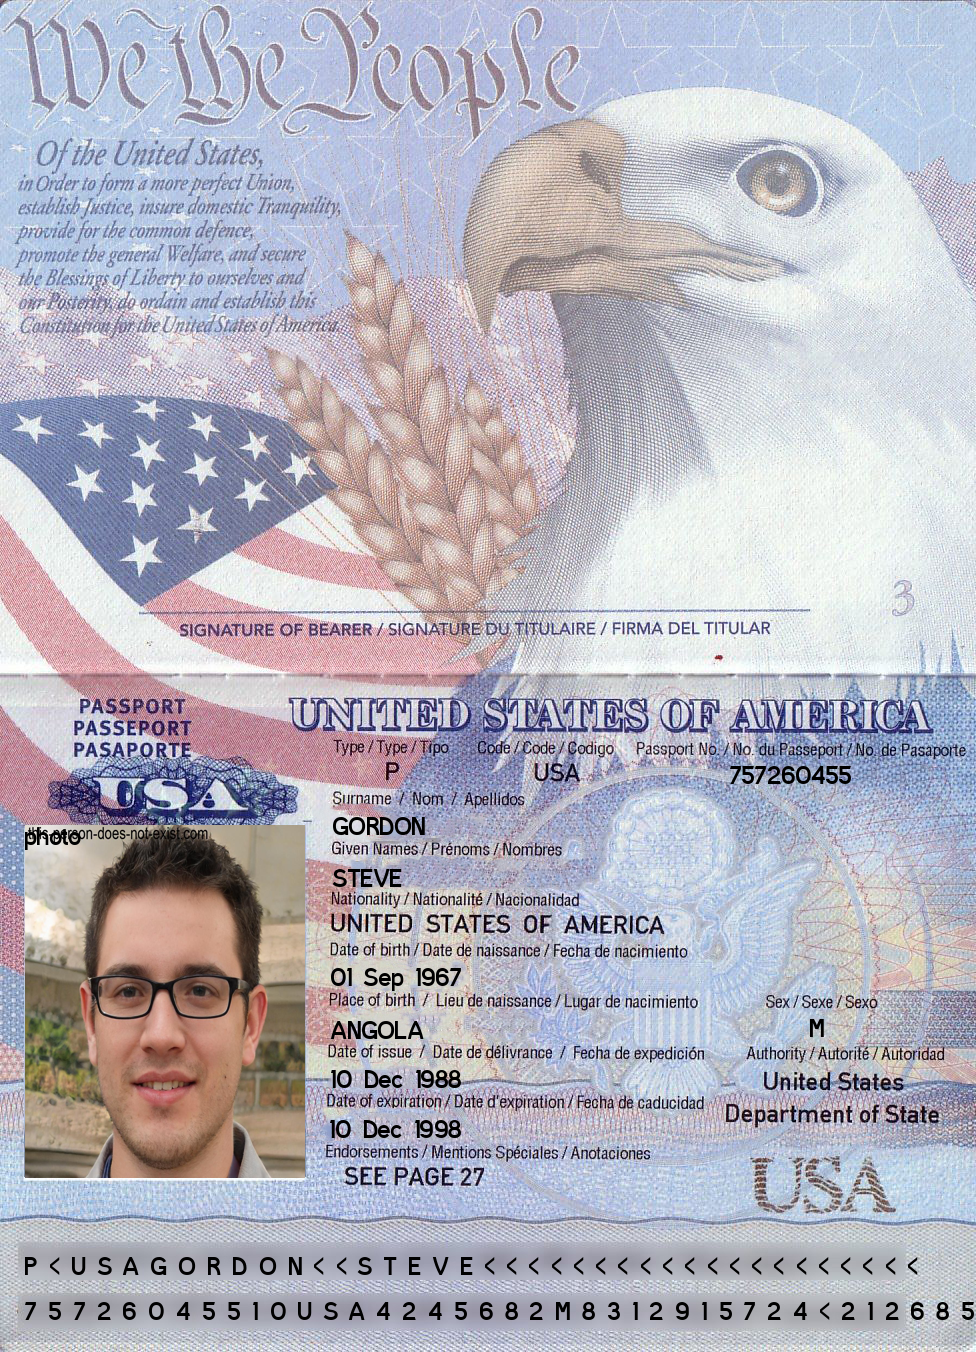 We the People
Of the United States,
in Order to form a more perfect Union,
establish Justice, insure domestic Tranquility,
provide for the common defence,
promote the general Welfare, and secure
the Blessings of Liberty to ourselves and
our Posterity, do ordain and establish this
Constitution for the United States of America.
3
SIGNATURE OF BEARER / SIGNATURE DU TITULAIRE / FIRMA DEL TITULAR
PASSPORT
PASSEPORT
PASAPORTE
USA
UNITED STATES OF AMERICA
Type / Type / Tipo Code / Code / Codigo Passport No. / No. du Passeport / No. de Pasaporte
P USA 757260455
Surname / Nom / Apellidos
GORDON
Given Names / Prénoms / Nombres
STEVE
Nationality / Nationalité / Nacionalidad
UNITED STATES OF AMERICA
Date of birth / Date de naissance / Fecha de nacimiento
01 Sep 1967
Place of birth / Lieu de naissance / Lugar de nacimiento Sex / Sexe / Sexo
ANGOLA M
Date of issue / Date de délivrance / Fecha de expedición Authority / Autorité / Autoridad
10 Dec 1988 United States
Date of expiration / Date d'expiration / Fecha de caducidad Department of State
10 Dec 1998
Endorsements / Mentions Spéciales / Anotaciones
SEE PAGE 27
USA
this-person-does-not-exist.com
photo
P<USAGORDON<<STEVE<<<<<<<<<<<<<<<<<<<<
7572604551OUSA4245682M8312915724<212685